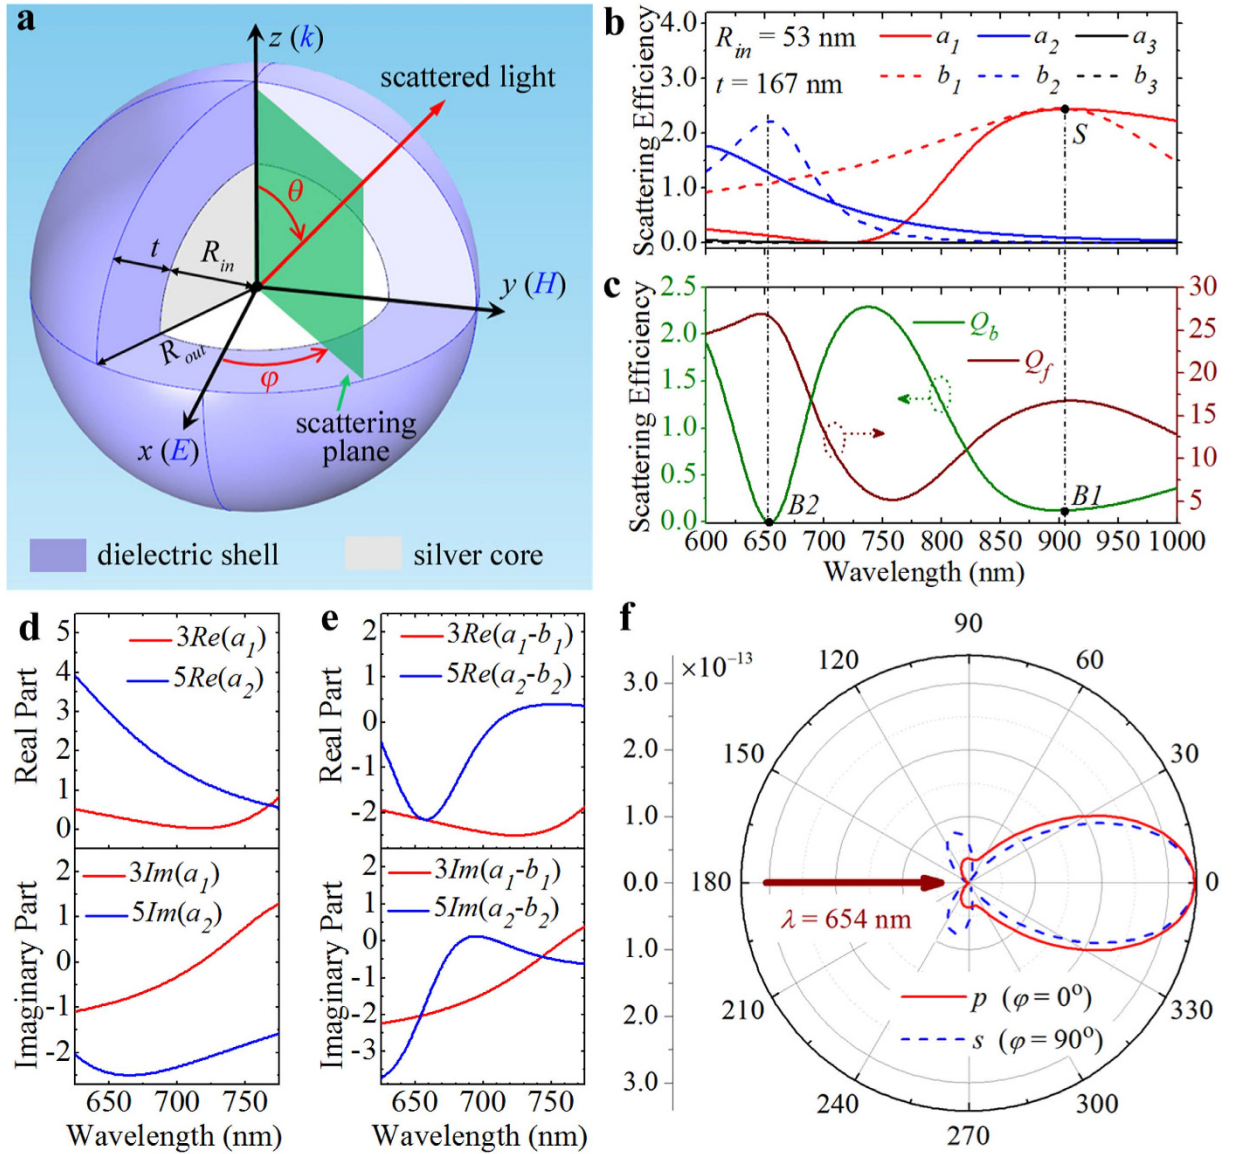 a
z (k)
scattered light
θ
t
R_in
y (H)
R_out
φ
scattering
plane
x (E)
dielectric shell
silver core
b
Scattering Efficiency
4.0
3.0
2.0
1.0
0.0
R_in = 53 nm
t = 167 nm
a_1
a_2
a_3
b_1
b_2
b_3
S
c
Scattering Efficiency
2.5
2.0
1.5
1.0
0.5
0.0
Q_b
Q_f
B2
B1
30
25
20
15
10
5
600 650 700 750 800 850 900 950 1000
Wavelength (nm)
d
Real Part
5
4
3
2
1
0
3Re(a_1)
5Re(a_2)
Imaginary Part
2
1
0
-1
-2
3Im(a_1)
5Im(a_2)
650 700 750
Wavelength (nm)
e
Real Part
2
1
0
-1
-2
3Re(a_1-b_1)
5Re(a_2-b_2)
Imaginary Part
2
1
0
-1
-2
-3
3Im(a_1-b_1)
5Im(a_2-b_2)
650 700 750
Wavelength (nm)
f
×10⁻¹³
3.0
2.0
1.0
0.0
1.0
2.0
3.0
90
120
60
150
30
180
0
210
330
240
300
270
λ = 654 nm
p (φ = 0°)
s (φ = 90°)